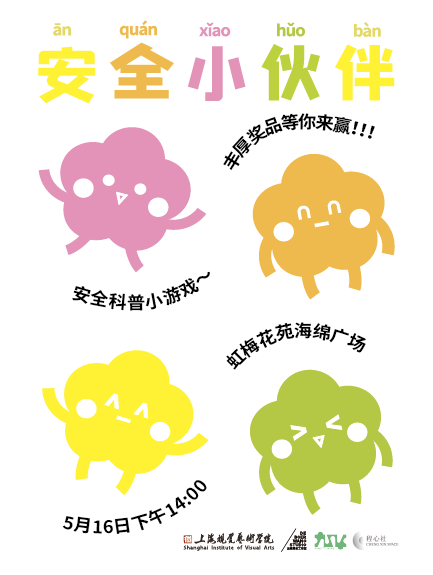 ān quán xiǎo huǒ bàn
安全小伙伴
丰厚奖品等你来赢!!!
安全科普小游戏~
虹梅花苑海绵广场
5月16日下午14:00
上海视觉艺术学院
Shanghai Institute of Visual Arts
程心社